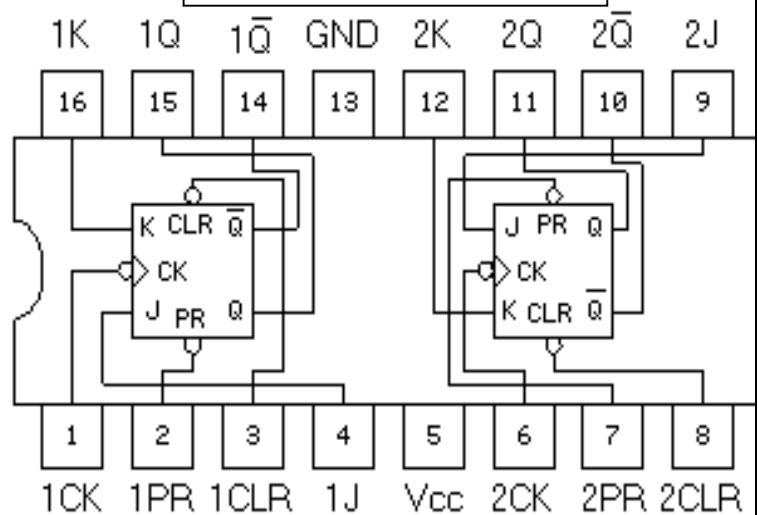 1K 1Q 1Q̅ GND 2K 2Q 2Q̅ 2J
16 15 14 13 12 11 10 9
K CLR Q̅ J PR Q
CK CK
J PR Q K CLR Q̅
1 2 3 4 5 6 7 8
1CK 1PR 1CLR 1J Vcc 2CK 2PR 2CLR